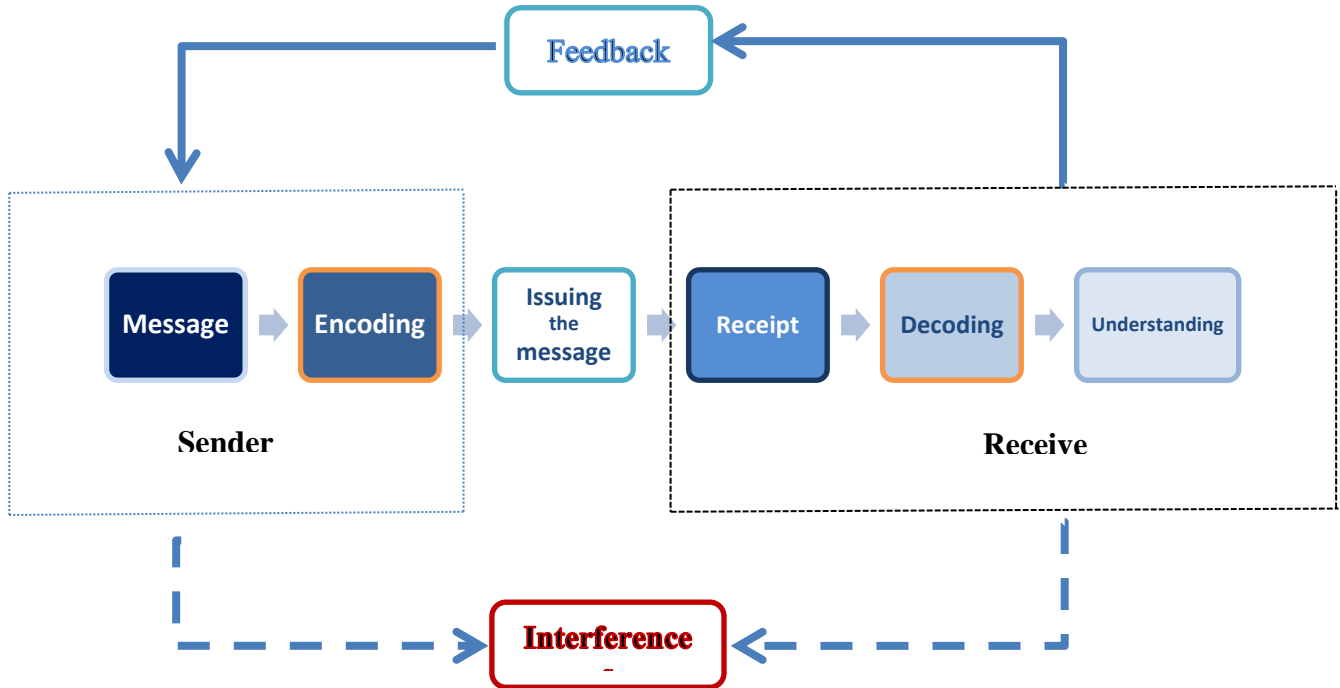 Feedback
Message
Encoding
Issuing
the
message
Receipt
Decoding
Understanding
Sender
Receive
Interference